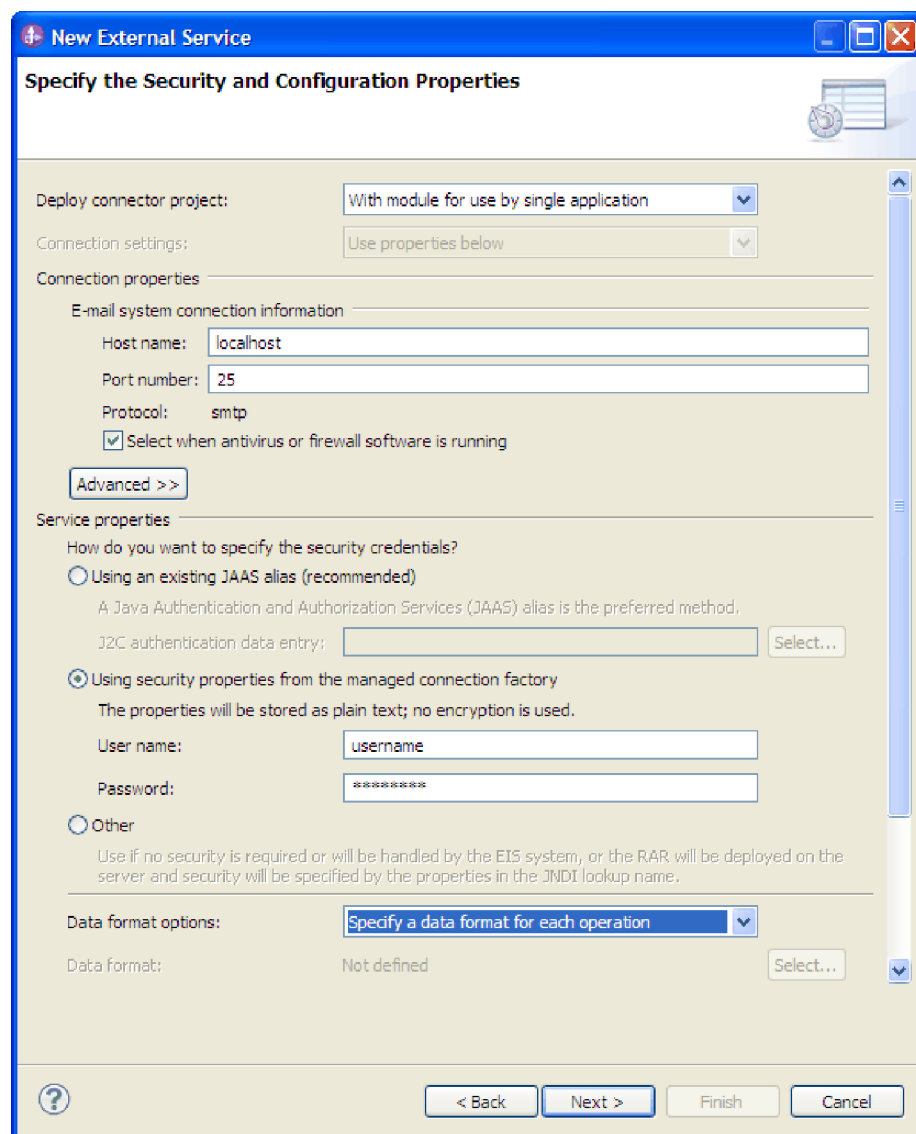 New External Service
Specify the Security and Configuration Properties
Deploy connector project: With module for use by single application
Connection settings: Use properties below
Connection properties
E-mail system connection information
Host name: localhost
Port number: 25
Protocol: smtp
Select when antivirus or firewall software is running
Advanced >>
Service properties
How do you want to specify the security credentials?
Using an existing JAAS alias (recommended)
A Java Authentication and Authorization Services (JAAS) alias is the preferred method.
J2C authentication data entry: Select...
Using security properties from the managed connection factory
The properties will be stored as plain text; no encryption is used.
User name: username
Password: ********
Other
Use if no security is required or will be handled by the EIS system, or the RAR will be deployed on the
server and security will be specified by the properties in the JNDI lookup name.
Data format options: Specify a data format for each operation
Data format: Not defined Select...
? < Back Next > Finish Cancel